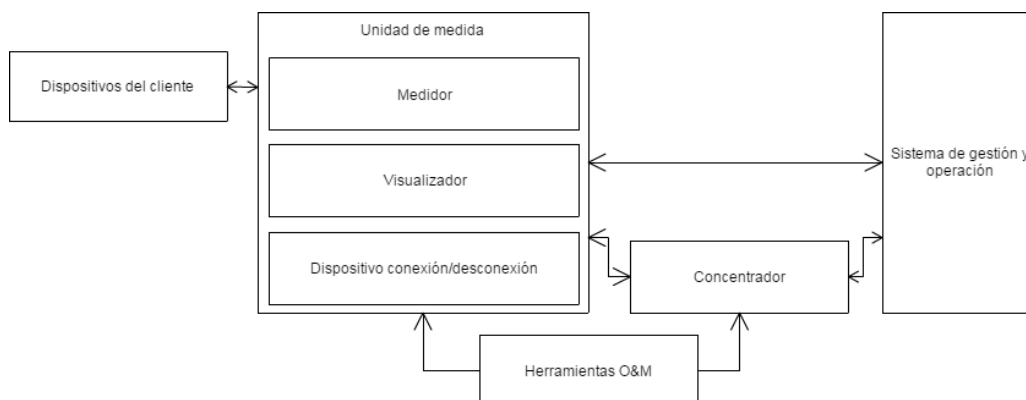 Unidad de medida
Dispositivos del cliente
Medidor
Visualizador
Dispositivo conexión/desconexión
Sistema de gestión y
operación
Concentrador
Herramientas O&M